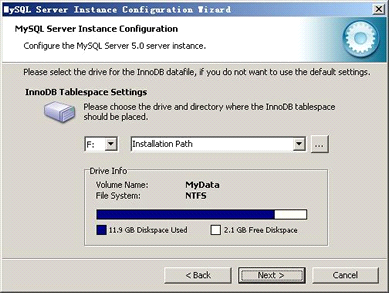 MySQL Server Instance Configuration Wizard
MySQL Server Instance Configuration
Configure the MySQL Server 5.0 server instance.
Please select the drive for the InnoDB datafile, if you do not want to use the default settings.
InnoDB Tablespace Settings
Please choose the drive and directory where the InnoDB tablespace
should be placed.
F: Installation Path ...
Drive Info
Volume Name: MyData
File System: NTFS
11.9 GB Diskspace Used 2.1 GB Free Diskspace
< Back Next > Cancel